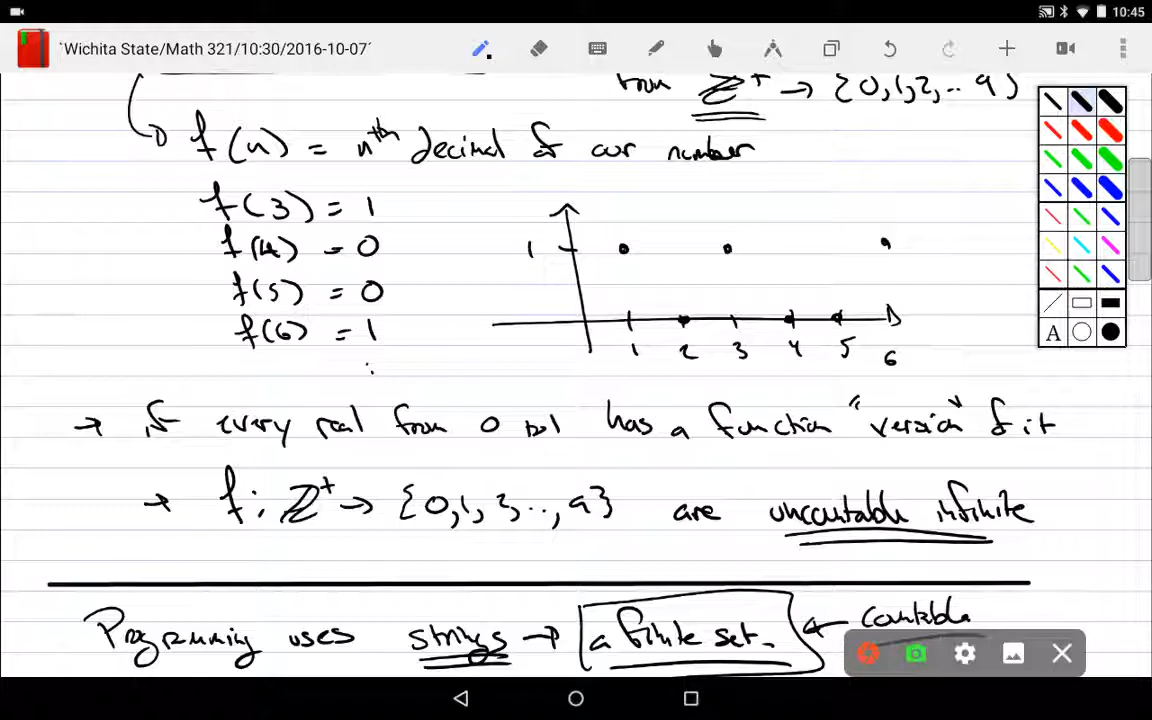 10:45
'Wichita State/Math 321/10:30/2016-10-07'
from Z+ → {0,1,2,.. 9}
f(n) = nth decimal of our number
f(3) = 1
f(4) = 0
f(5) = 0
f(6) = 1
:
1
1 2 3 4 5 6
→ if every real from 0 to 1 has a function "version" of it
→ f: Z+ → {0,1,2,..,9} are uncountable infinite
Programming uses strings → a finite set. ← countable
A